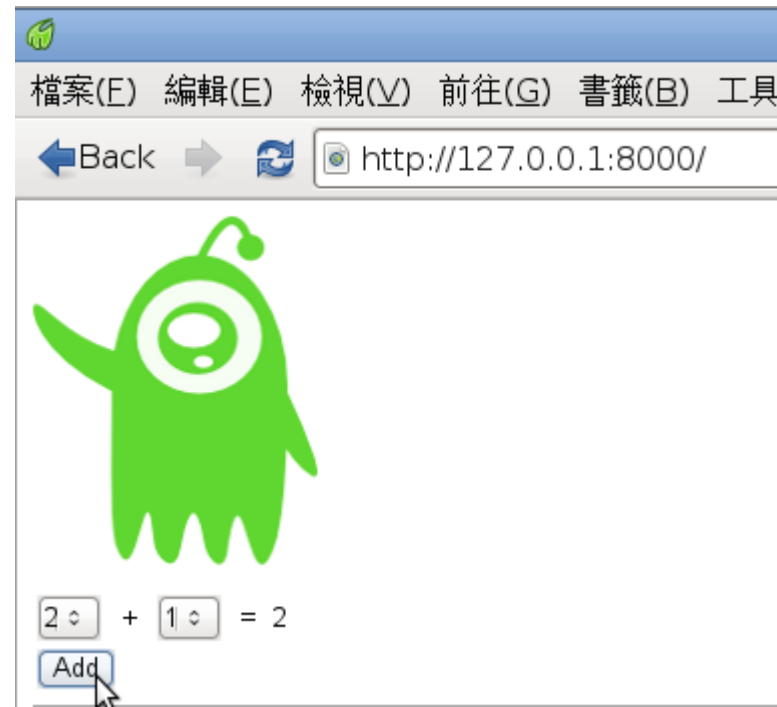 檔案(F) 編輯(E) 檢視(V) 前往(G) 書籤(B) 工具
Back http://127.0.0.1:8000/
2 + 1 = 2
Add